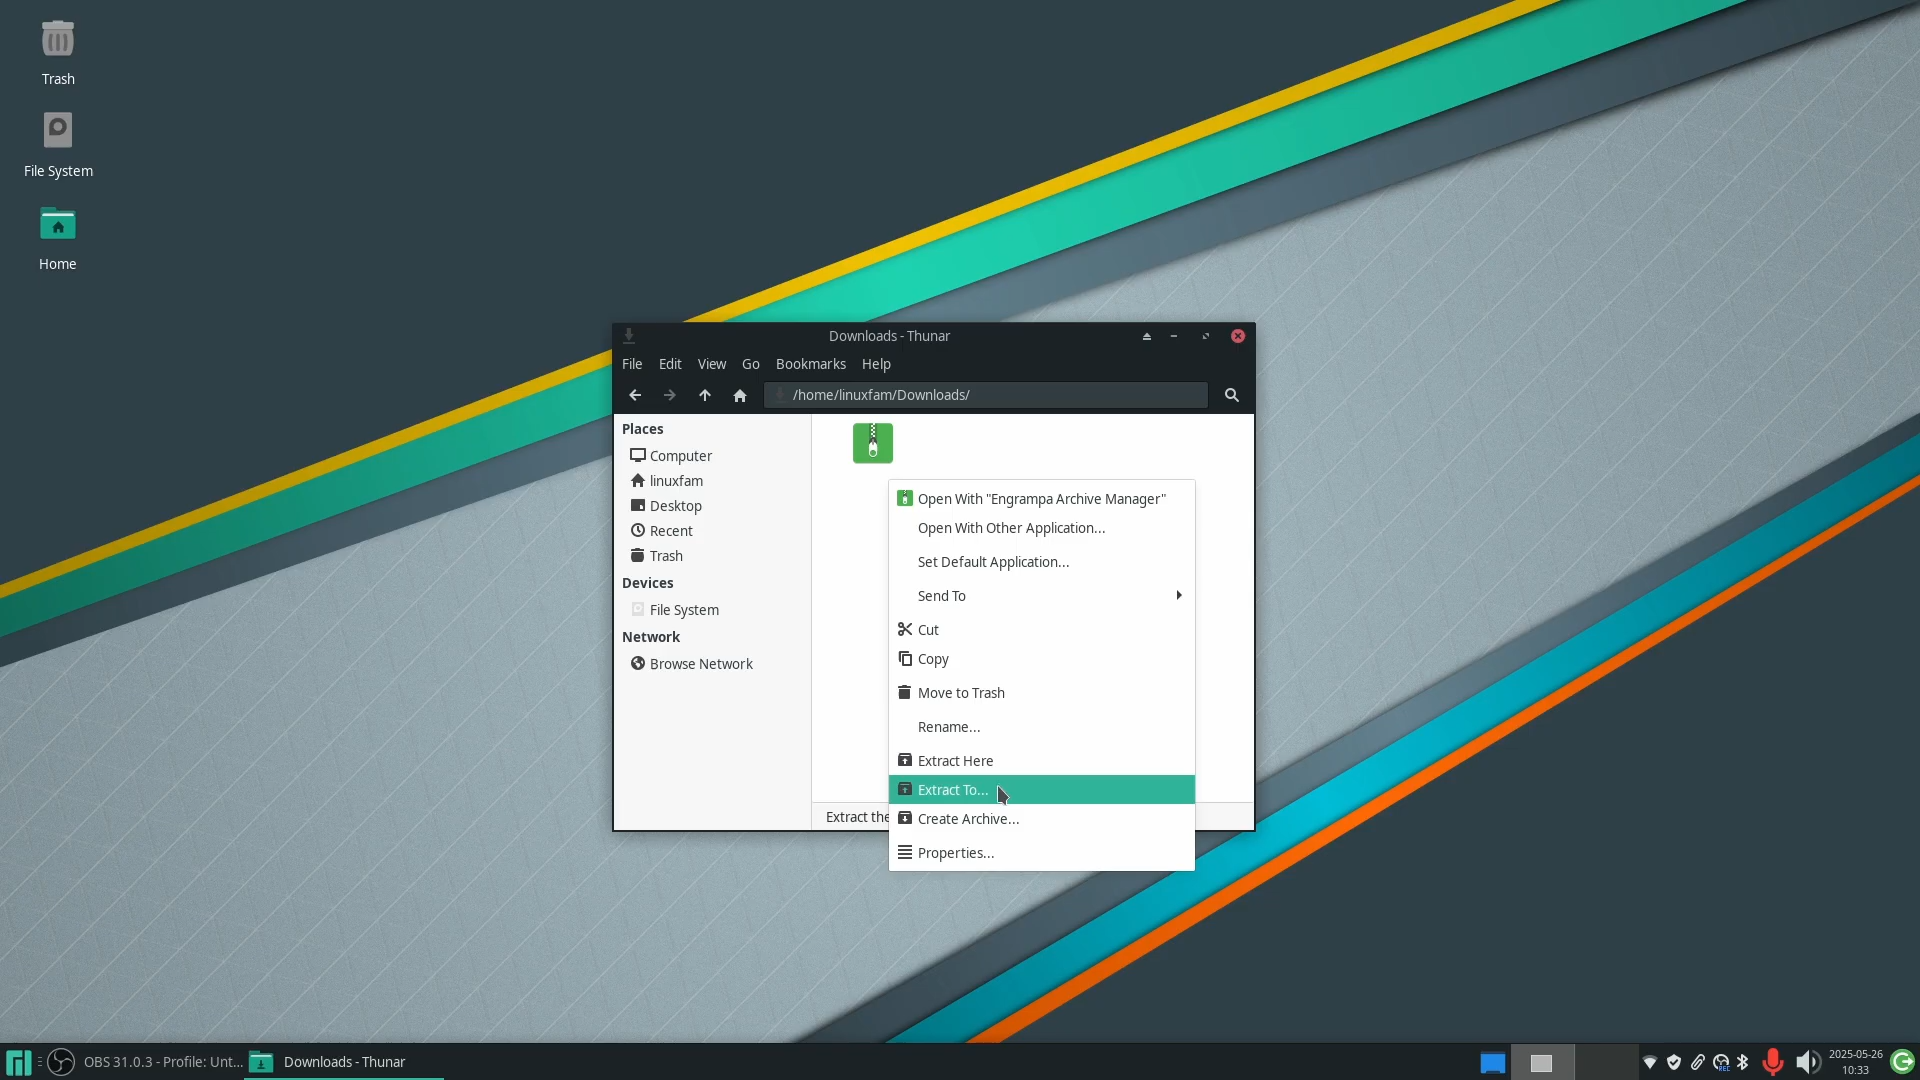 Trash
File System
Home
Downloads - Thunar
File Edit View Go Bookmarks Help
/home/linuxfam/Downloads/
Places
Computer
linuxfam
Desktop
Recent
Trash
Devices
File System
Network
Browse Network
Open With "Engrampa Archive Manager"
Open With Other Application...
Set Default Application...
Send To
Cut
Copy
Move to Trash
Rename...
Extract Here
Extract To...
Create Archive...
Properties...
Extract the
OBS 31.0.3 - Profile: Unt...
Downloads - Thunar
REC
2025-05-26
10:33